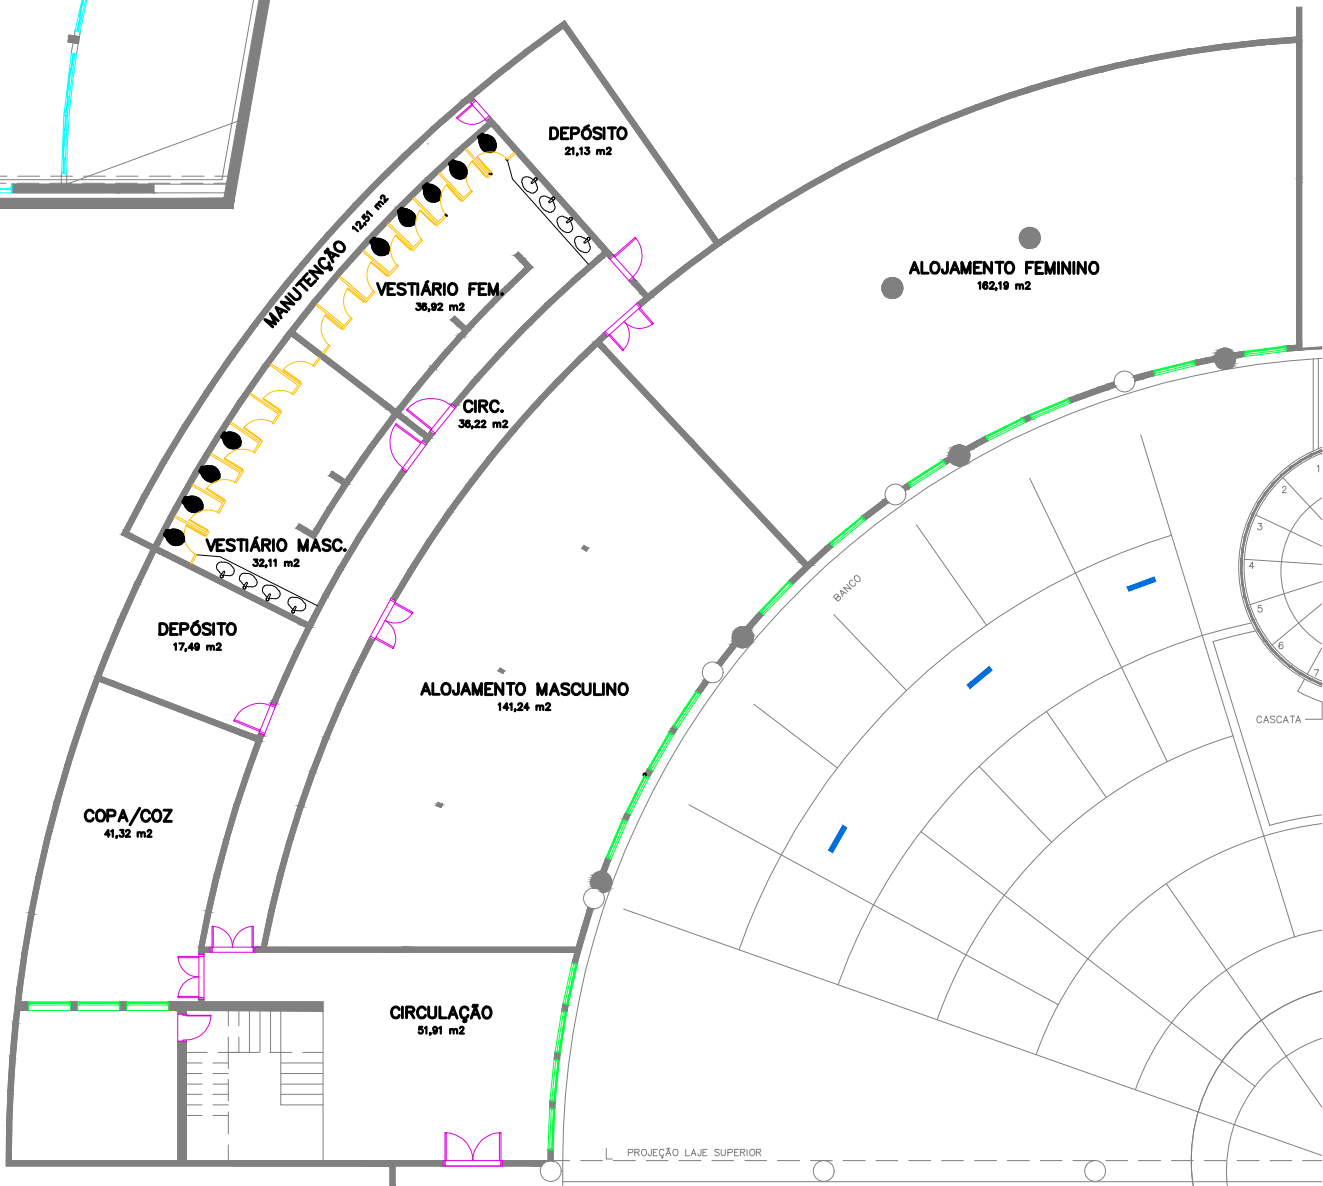 DEPÓSITO
21,13 m2
MANUTENÇÃO 12,51 m2
ALOJAMENTO FEMININO
162,19 m2
VESTIÁRIO FEM.
36,92 m2
CIRC.
36,22 m2
1
2
3
4
5
6
7
VESTIÁRIO MASC.
32,11 m2
BANCO
DEPÓSITO
17,49 m2
ALOJAMENTO MASCULINO
141,24 m2
CASCATA
COPA/COZ
41,32 m2
CIRCULAÇÃO
51,91 m2
PROJEÇÃO LAJE SUPERIOR